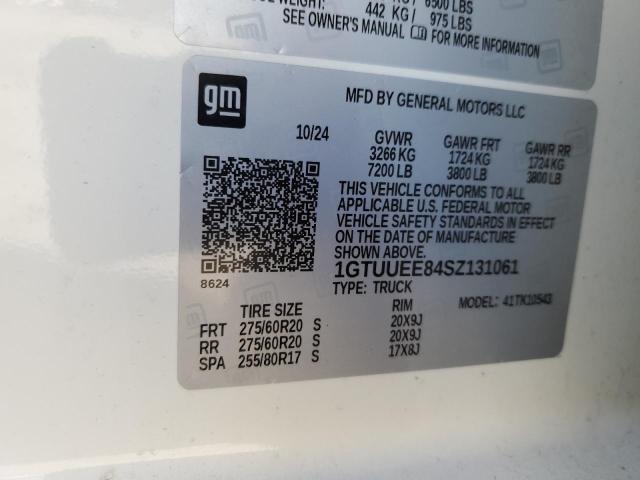 6500 LBS
WEIGHT: 442 KG / 975 LBS
SEE OWNER'S MANUAL FOR MORE INFORMATION
gm
MFD BY GENERAL MOTORS LLC
10/24 GVWR GAWR FRT GAWR RR
3266 KG 1724 KG 1724 KG
7200 LB 3800 LB 3800 LB
THIS VEHICLE CONFORMS TO ALL
APPLICABLE U.S. FEDERAL MOTOR
VEHICLE SAFETY STANDARDS IN EFFECT
ON THE DATE OF MANUFACTURE
SHOWN ABOVE.
8624
1GTUUEE84SZ131061
TYPE: TRUCK MODEL: 41TK10543
TIRE SIZE RIM
FRT 275/60R20 S 20X9J
RR 275/60R20 S 20X9J
SPA 255/80R17 S 17X8J